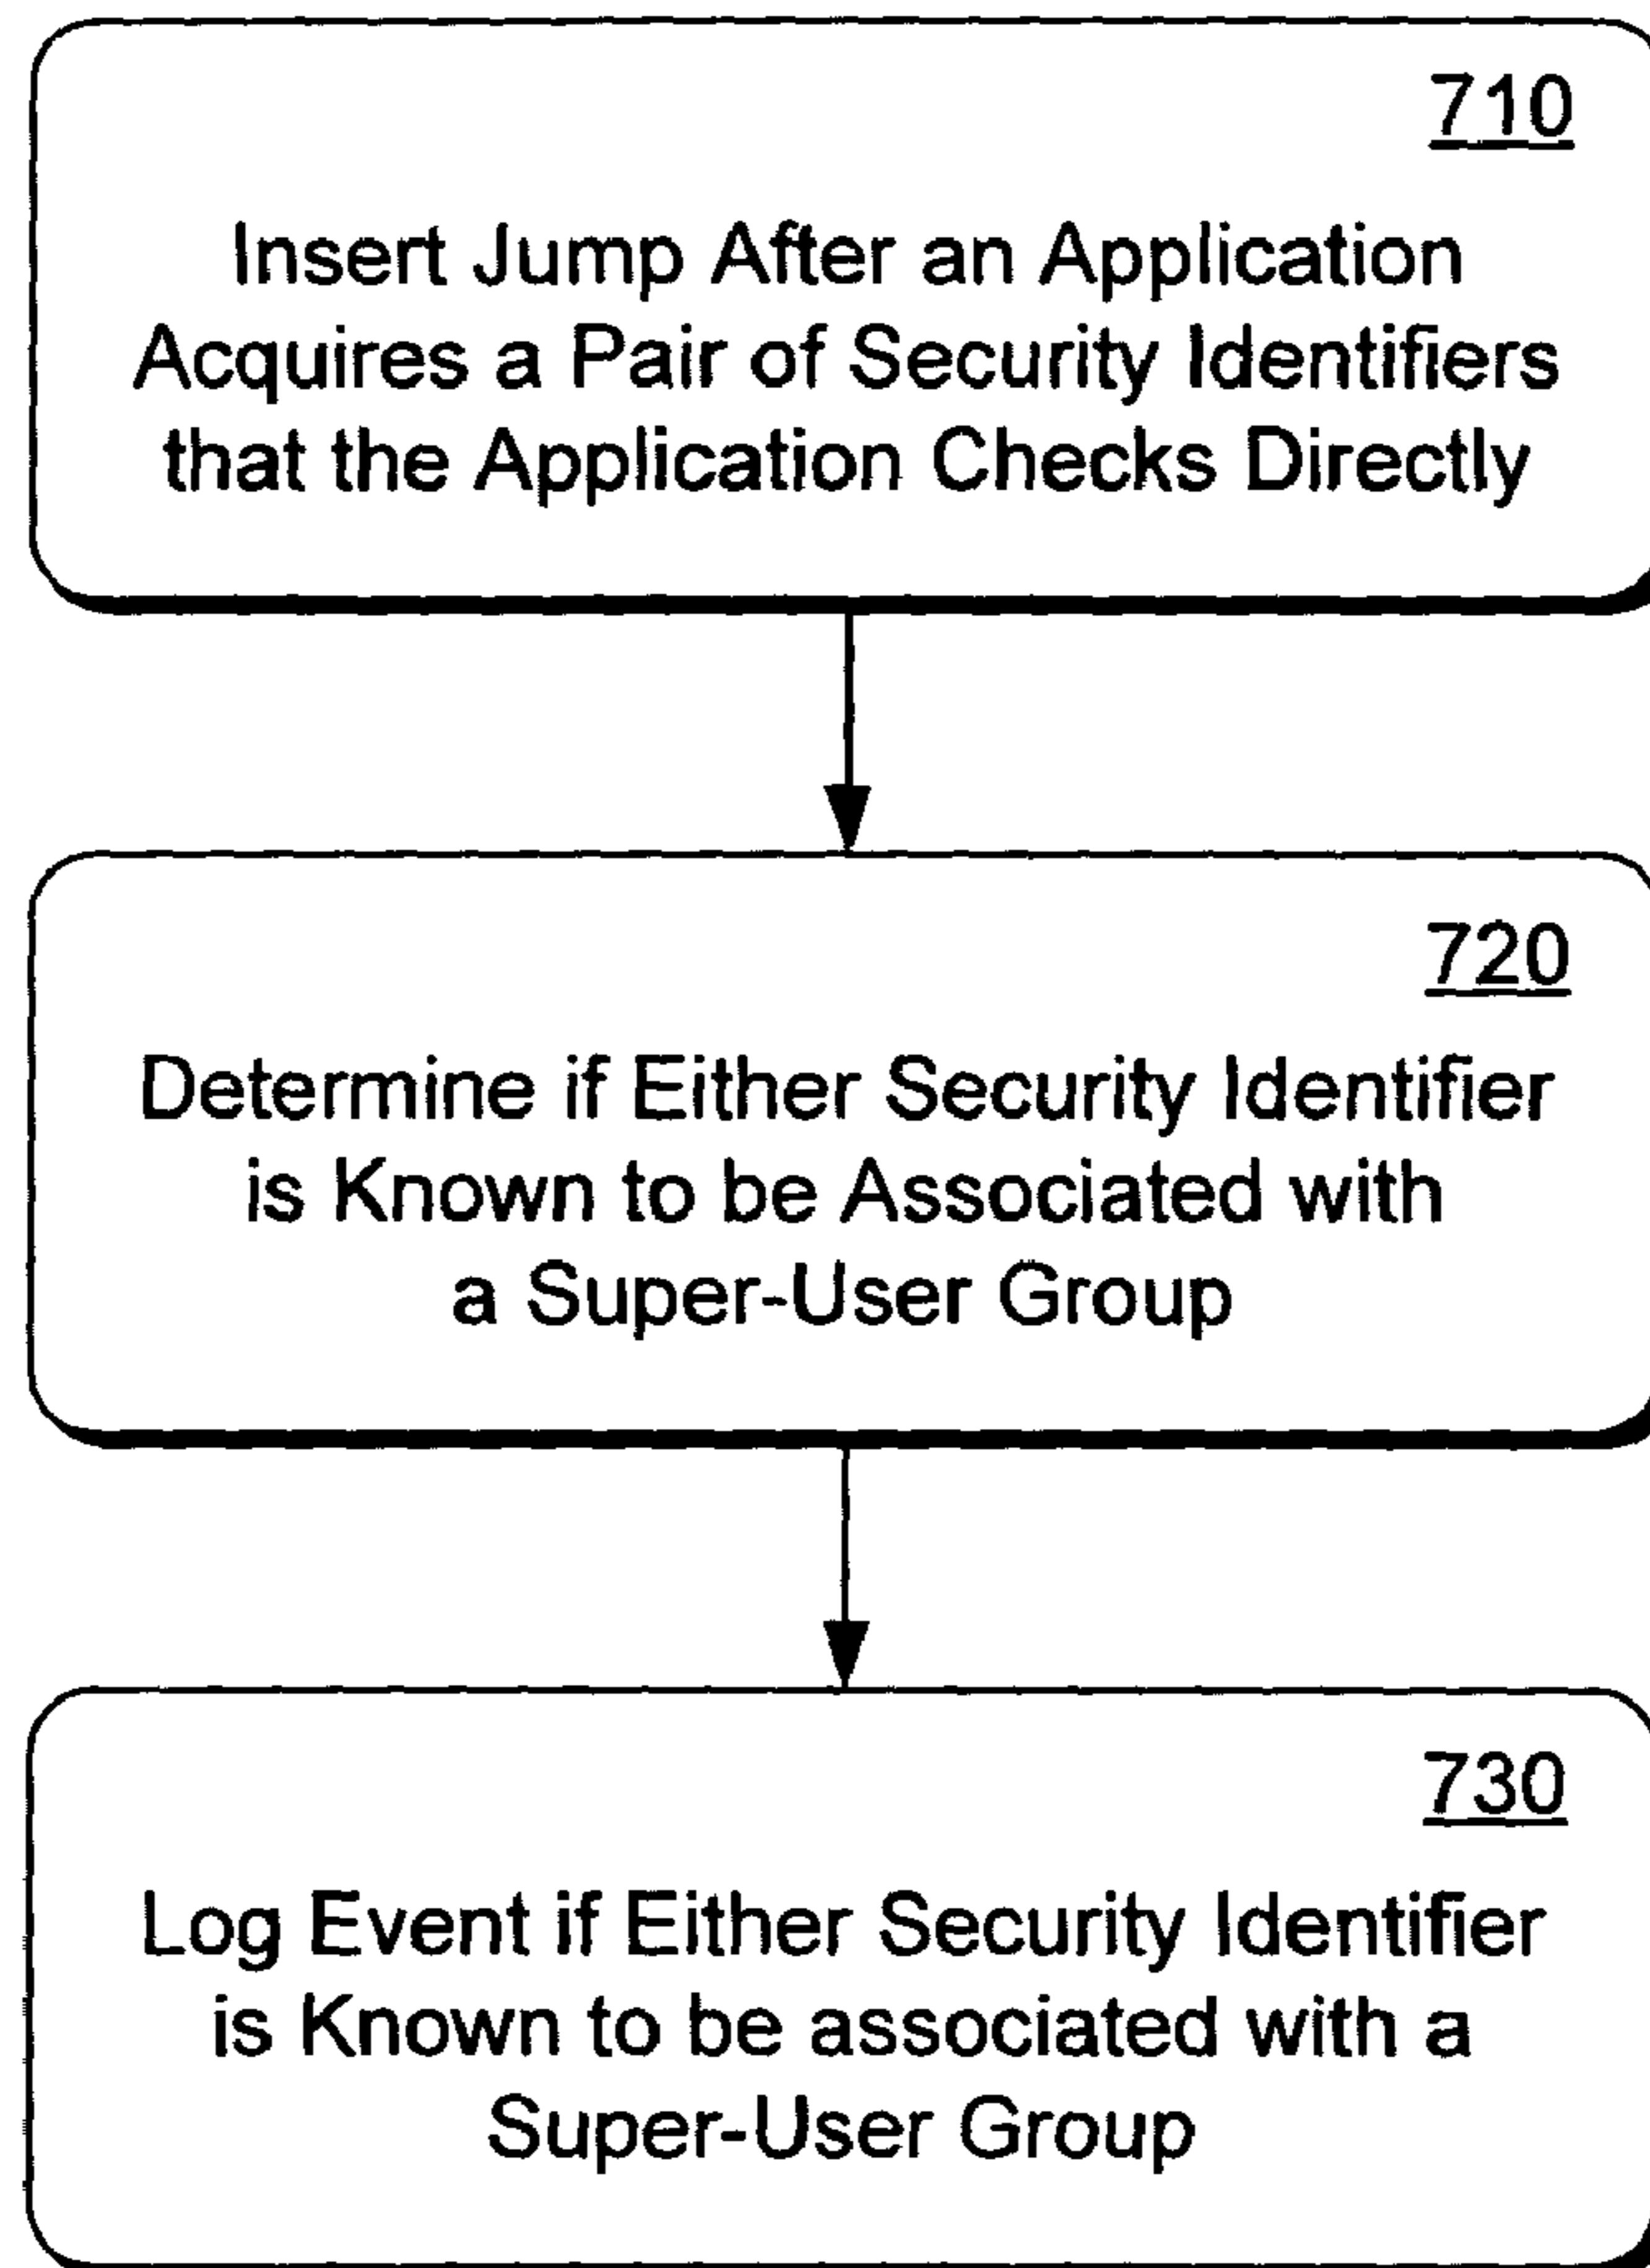 710
Insert Jump After an Application
Acquires a Pair of Security Identifiers
that the Application Checks Directly
720
Determine if Either Security Identifier
is Known to be Associated with
a Super-User Group
730
Log Event if Either Security Identifier
is Known to be associated with a
Super-User Group